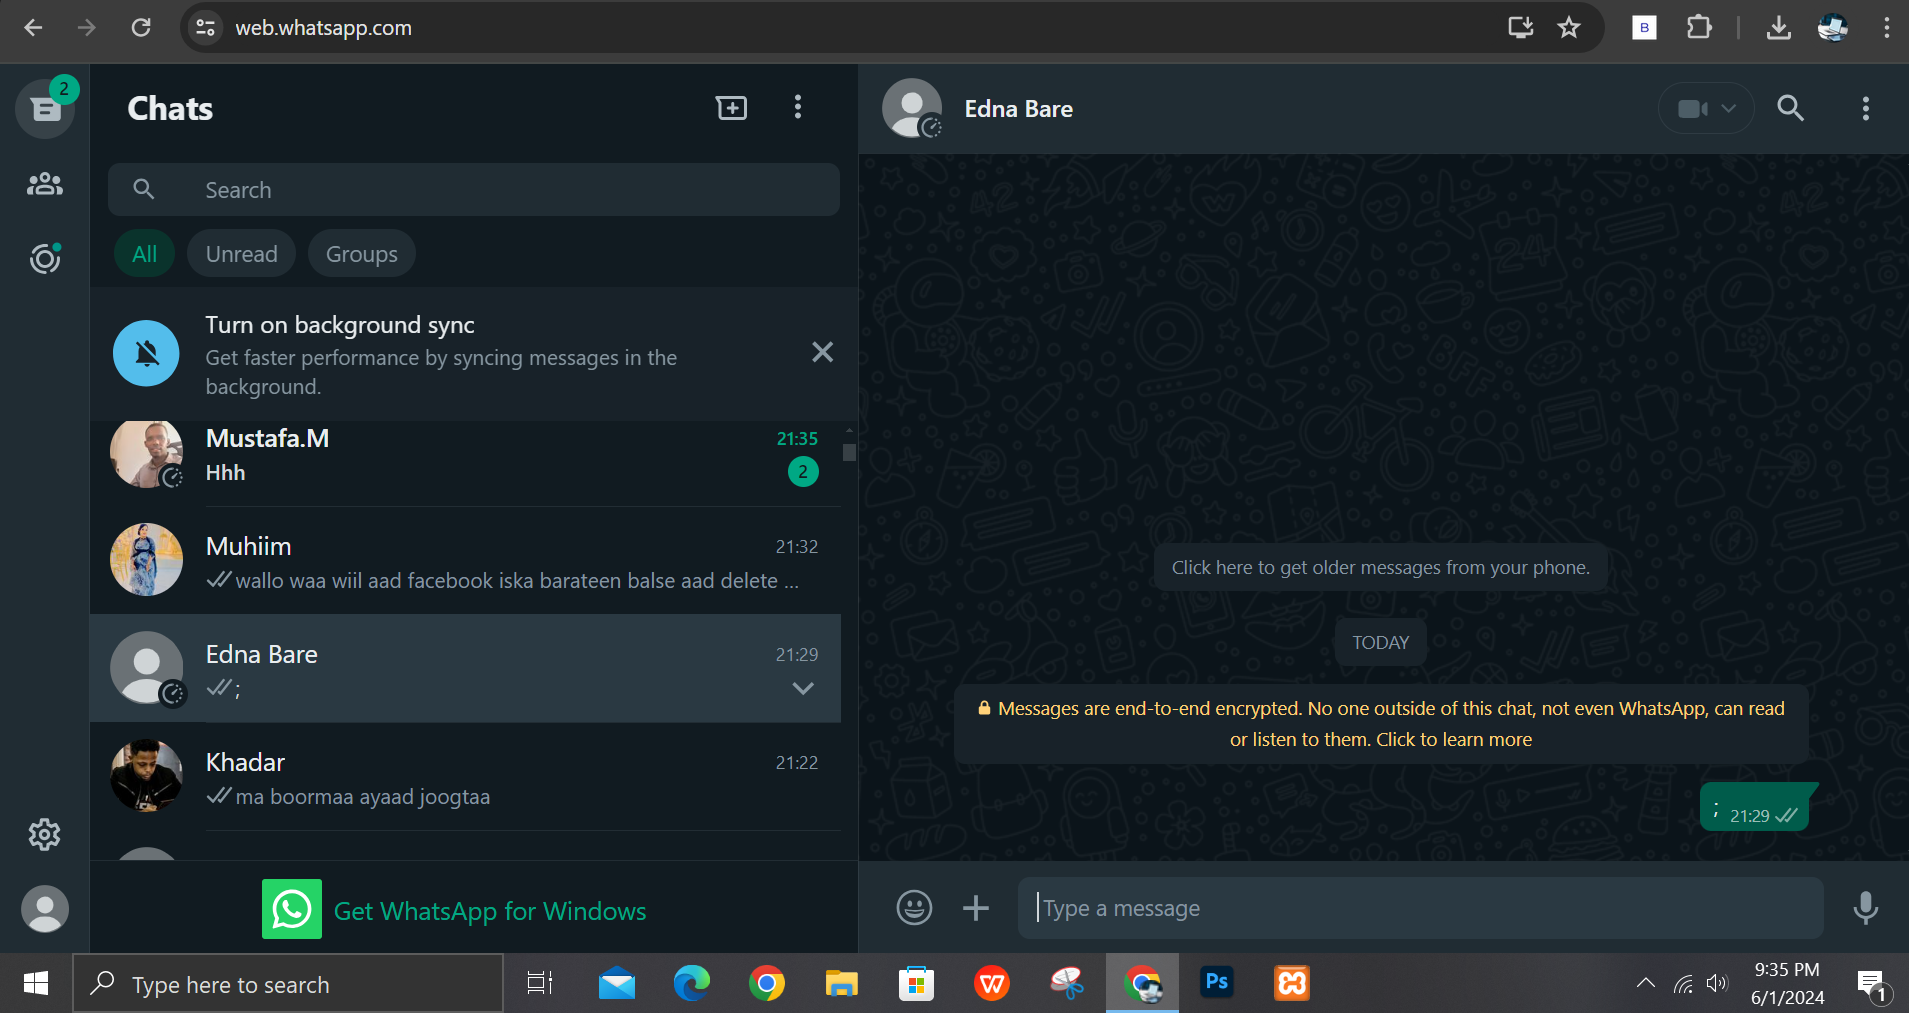 web.whatsapp.com
B
2
Chats
Search
All
Unread
Groups
Turn on background sync
Get faster performance by syncing messages in the
background.
Mustafa.M
21:35
Hhh
2
Muhiim
21:32
wallo waa wiil aad facebook iska barateen balse aad delete ...
Edna Bare
21:29
;
Khadar
21:22
ma boormaa ayaad joogtaa
Get WhatsApp for Windows
Edna Bare
Click here to get older messages from your phone.
TODAY
Messages are end-to-end encrypted. No one outside of this chat, not even WhatsApp, can read
or listen to them. Click to learn more
; 21:29
Type a message
Type here to search
W
Ps
9:35 PM
6/1/2024
1